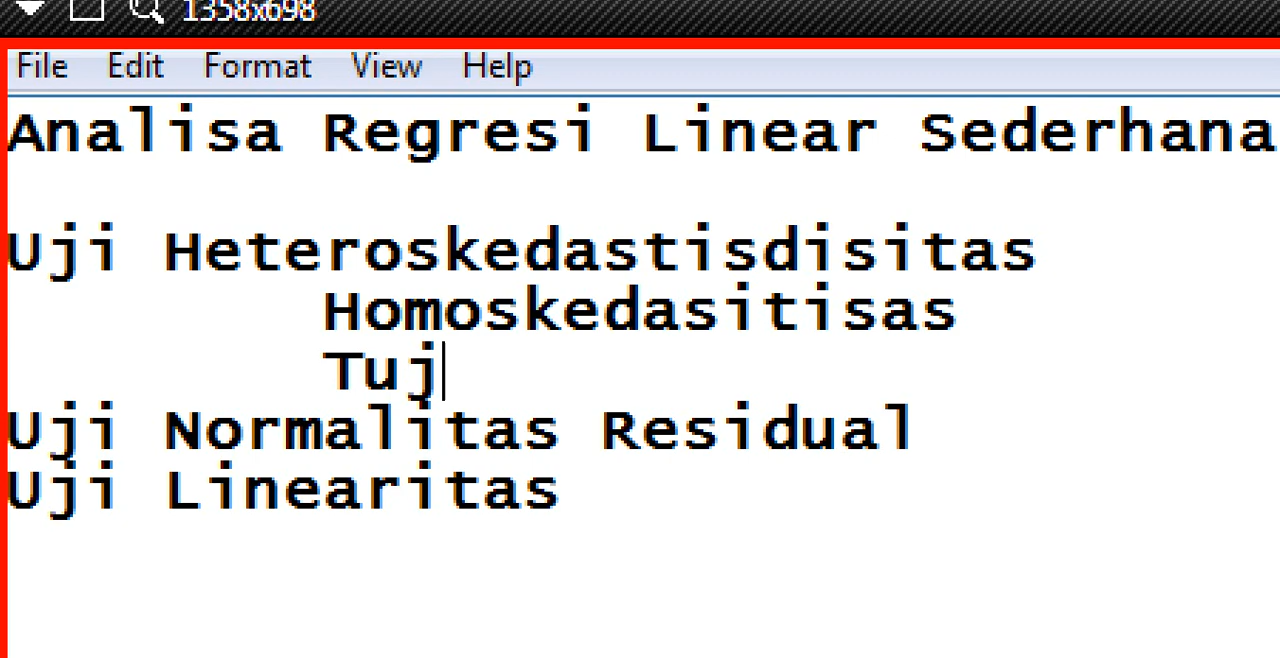 1358x698
File Edit Format View Help
Analisa Regresi Linear Sederhana
Uji Heteroskedastisdisitas
Homoskedasitisas
Tuj
Uji Normalitas Residual
Uji Linearitas